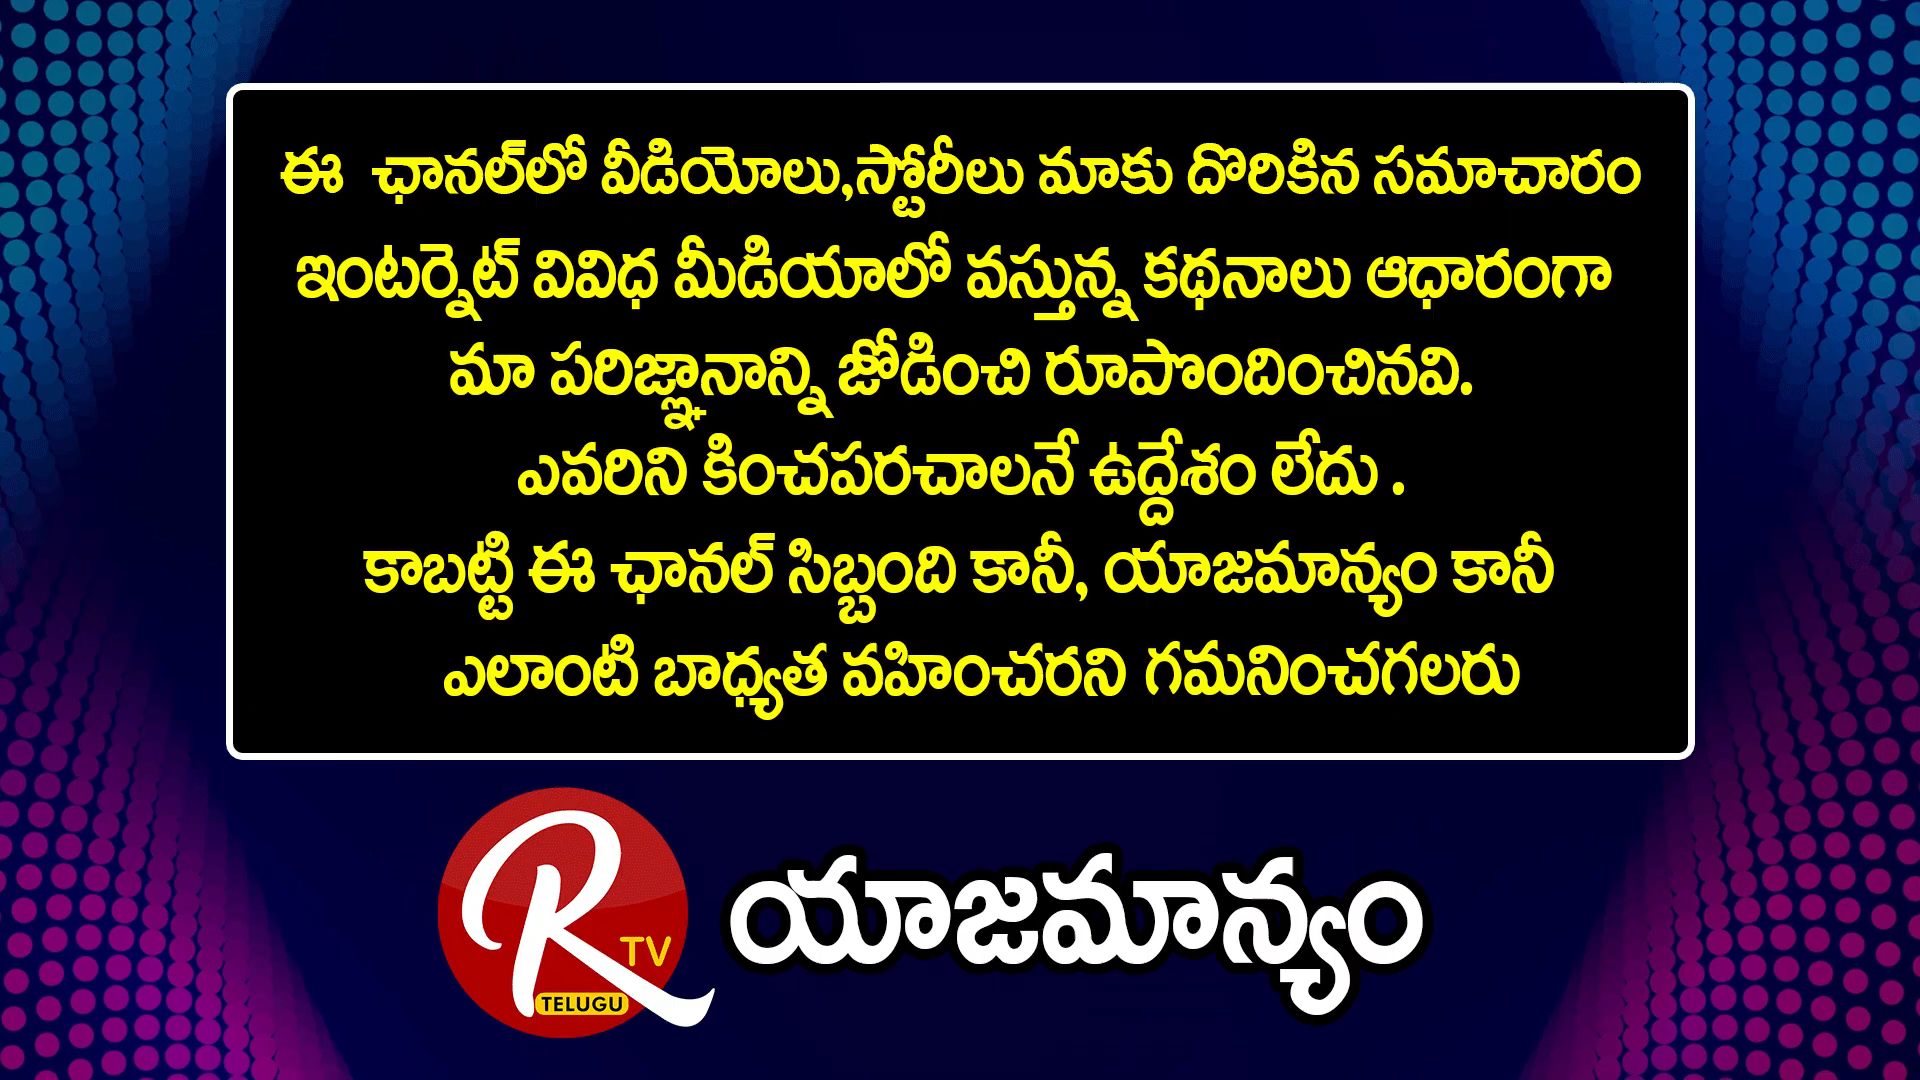 ఈ ఛానల్‌లో వీడియోలు,స్టోరీలు మాకు దొరికిన సమాచారం
ఇంటర్నెట్ వివిధ మీడియాలో వస్తున్న కథనాలు ఆధారంగా
మా పరిజ్ఞానాన్ని జోడించి రూపొందించినవి.
ఎవరిని కించపరచాలనే ఉద్దేశం లేదు .
కాబట్టి ఈ ఛానల్ సిబ్బంది కానీ, యాజమాన్యం కానీ
ఎలాంటి బాధ్యత వహించరని గమనించగలరు
R TV TELUGU
యాజమాన్యం